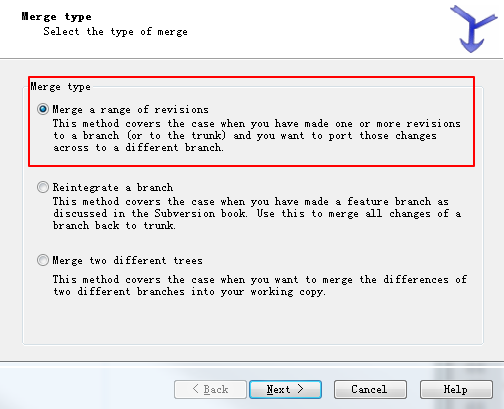 Merge type
Select the type of merge
Merge type
Merge a range of revisions
This method covers the case when you have made one or more revisions
to a branch (or to the trunk) and you want to port those changes
across to a different branch.
Reintegrate a branch
This method covers the case when you have made a feature branch as
discussed in the Subversion book. Use this to merge all changes of a
branch back to trunk.
Merge two different trees
This method covers the case when you want to merge the differences of
two different branches into your working copy.
< Back Next > Cancel Help